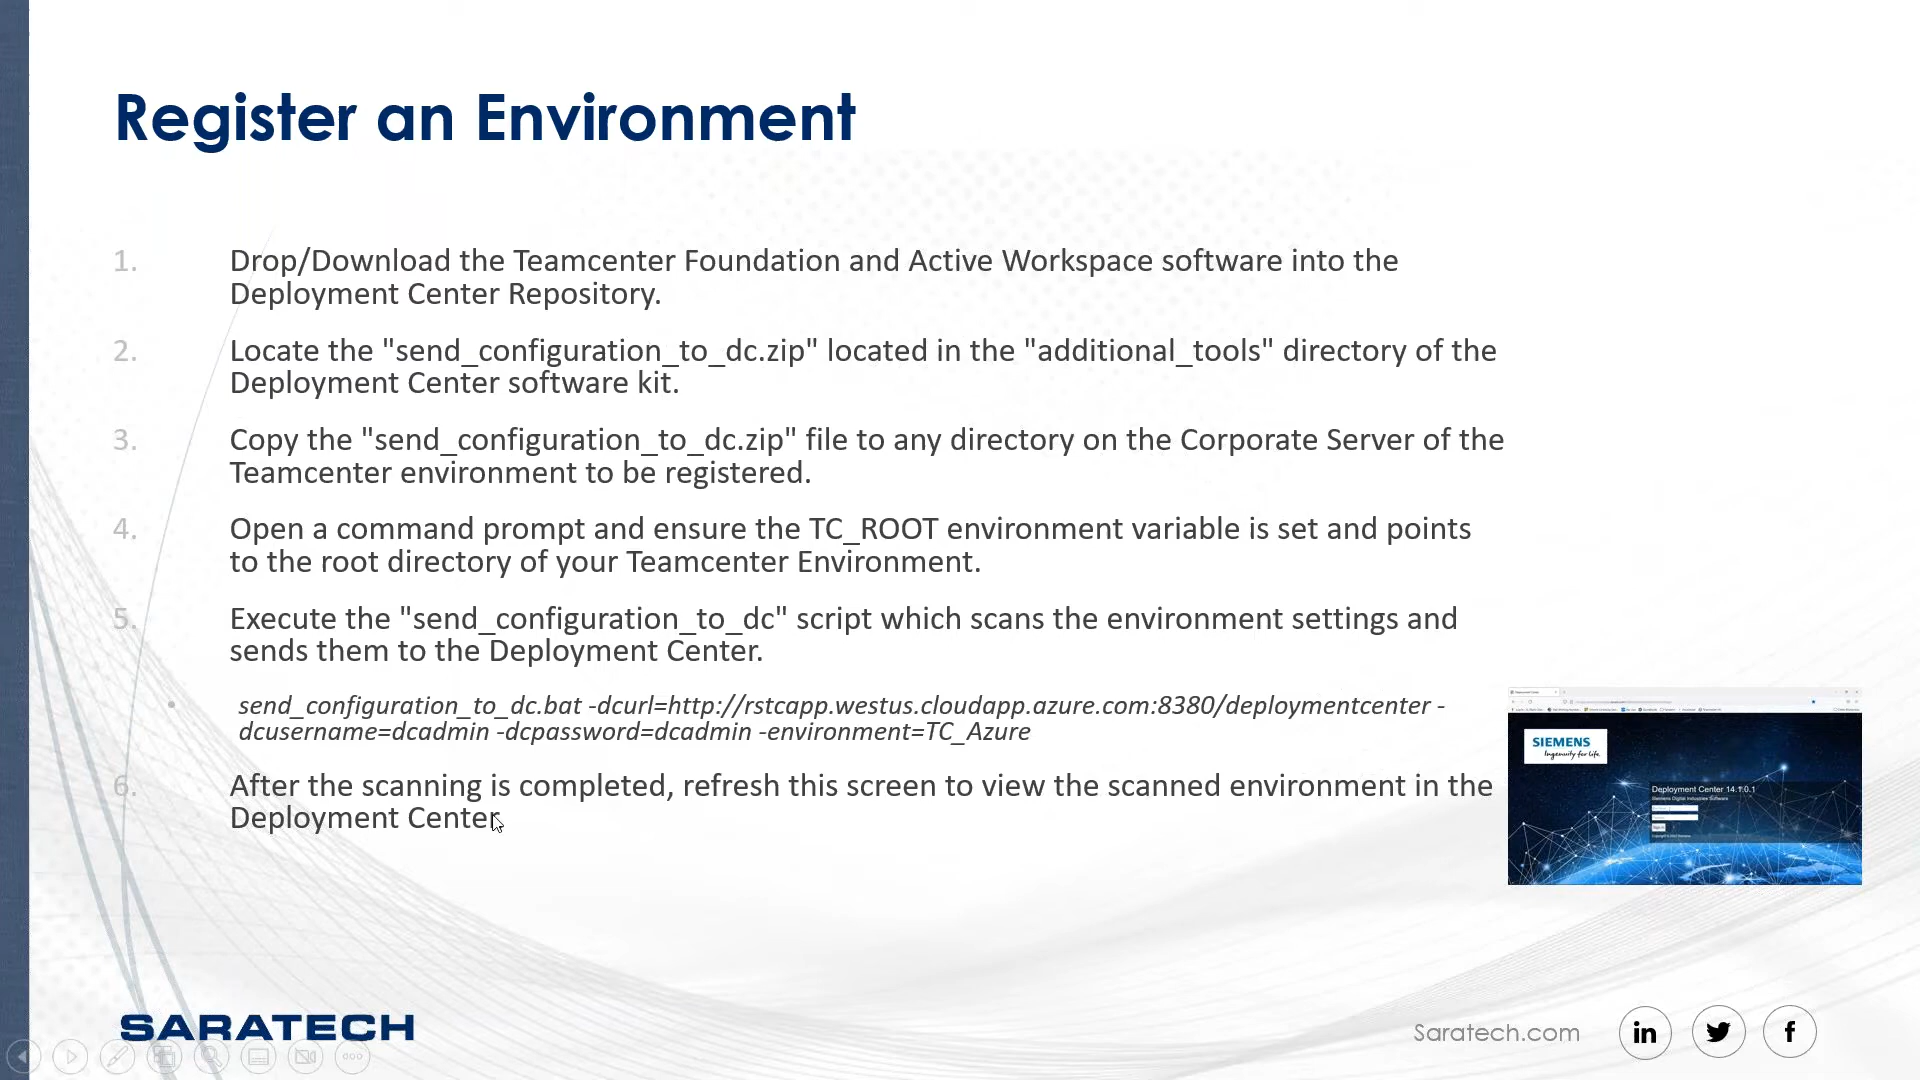 Register an Environment
1. Drop/Download the Teamcenter Foundation and Active Workspace software into the
Deployment Center Repository.
2. Locate the "send_configuration_to_dc.zip" located in the "additional_tools" directory of the
Deployment Center software kit.
3. Copy the "send_configuration_to_dc.zip" file to any directory on the Corporate Server of the
Teamcenter environment to be registered.
4. Open a command prompt and ensure the TC_ROOT environment variable is set and points
to the root directory of your Teamcenter Environment.
5. Execute the "send_configuration_to_dc" script which scans the environment settings and
sends them to the Deployment Center.
• send_configuration_to_dc.bat -dcurl=http://rstcapp.westus.cloudapp.azure.com:8380/deploymentcenter -
dcusername=dcadmin -dcpassword=dcadmin -environment=TC_Azure
6. After the scanning is completed, refresh this screen to view the scanned environment in the
Deployment Center.
SIEMENS
Ingenuity for life
Deployment Center 14.1.0.1
Siemens Digital Industries Software
SARATECH
Saratech.com